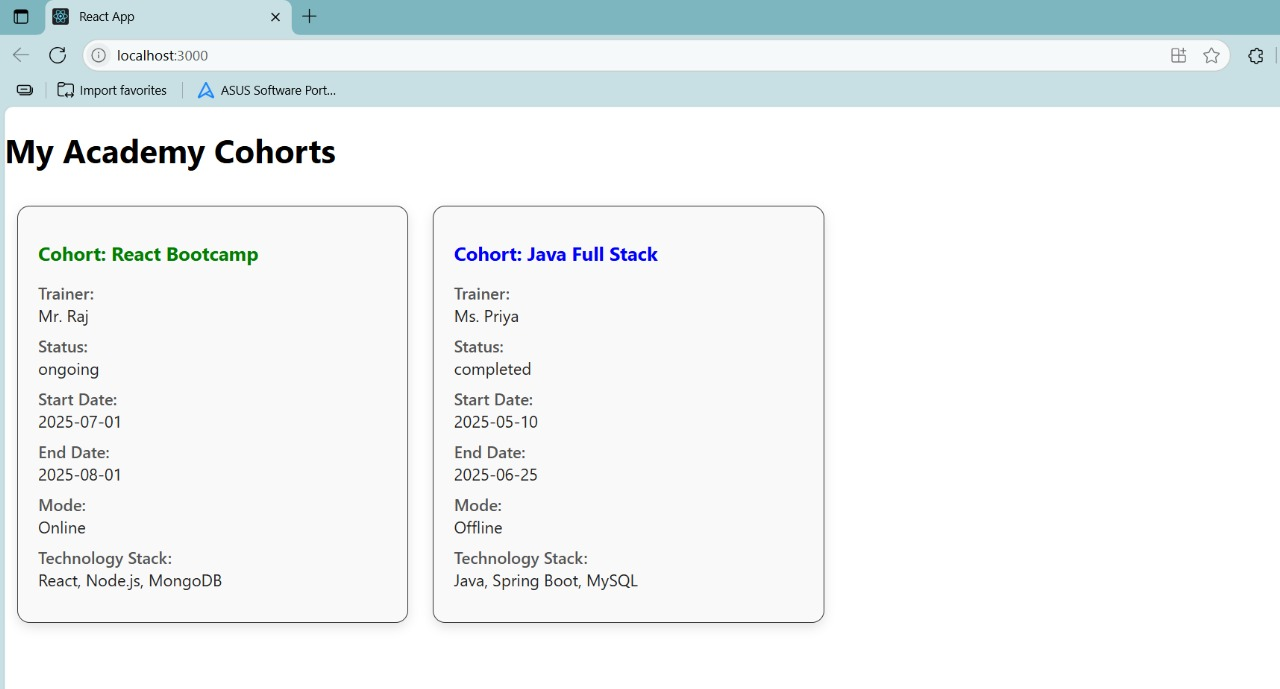 React App
localhost:3000
Import favorites
ASUS Software Port...
My Academy Cohorts
Cohort: React Bootcamp
Trainer:
Mr. Raj
Status:
ongoing
Start Date:
2025-07-01
End Date:
2025-08-01
Mode:
Online
Technology Stack:
React, Node.js, MongoDB
Cohort: Java Full Stack
Trainer:
Ms. Priya
Status:
completed
Start Date:
2025-05-10
End Date:
2025-06-25
Mode:
Offline
Technology Stack:
Java, Spring Boot, MySQL